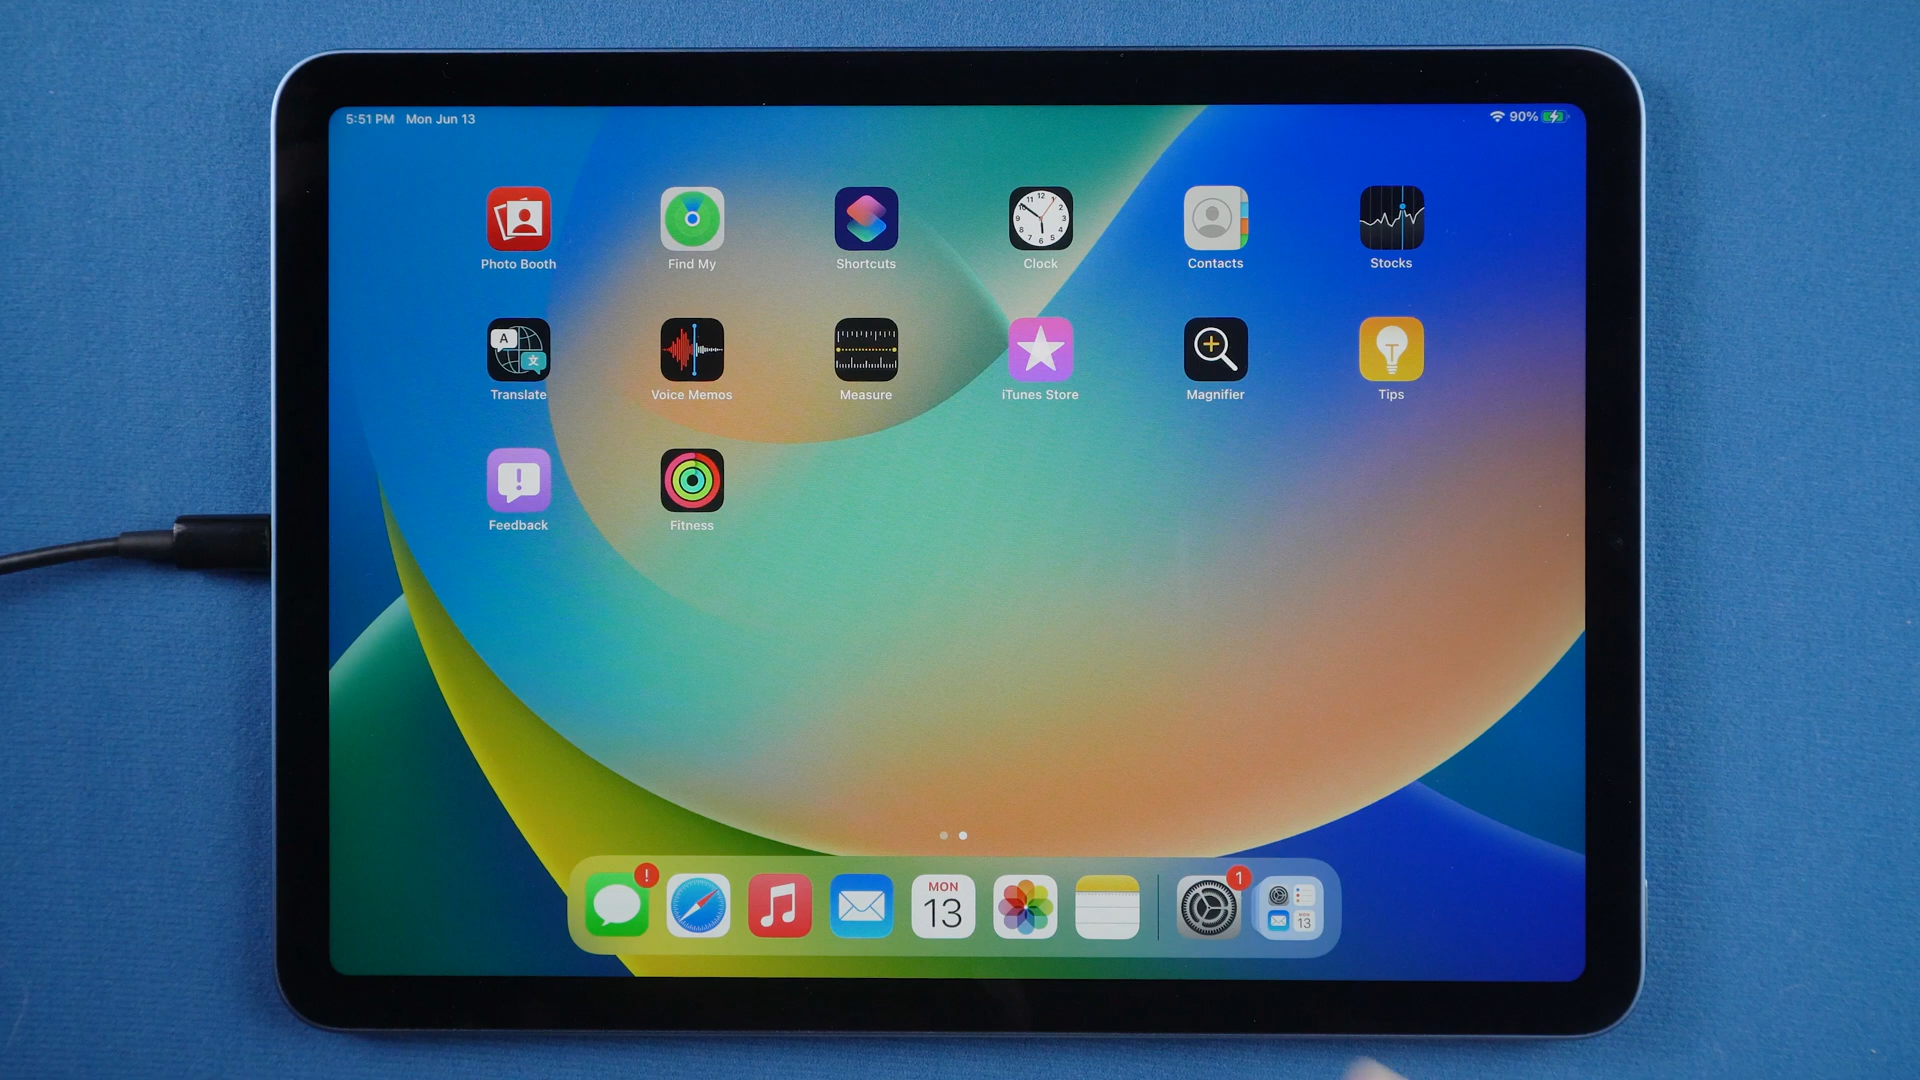 5:51 PM Mon Jun 13
90%
Photo Booth
Find My
Shortcuts
Clock
Contacts
Stocks
Translate
Voice Memos
Measure
iTunes Store
Magnifier
Tips
Feedback
Fitness
!
MON
13
1